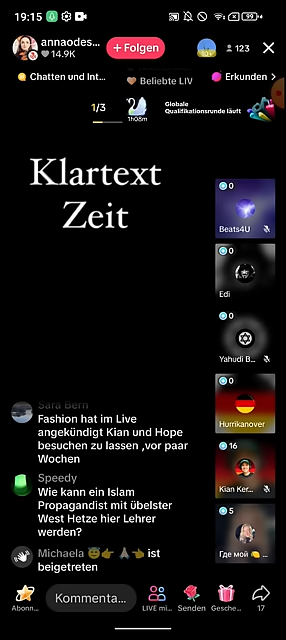 19:15
99+
annaodes...
14.9K
+ Folgen
123
Chatten und Int...
Beliebte LIV
Erkunden
1/3
1h08m
Globale
Qualifikationsrunde läuft
Klartext
Zeit
0
Beats4U
0
Edi
0
Yahudi B...
0
Hurrikanover
16
Kian Ker...
5
Где мой 🍋 ...
Sara Bern
Fashion hat im Live
angekündigt Kian und Hope
besuchen zu lassen ,vor paar
Wochen
Speedy
Wie kann ein Islam
Propagandist mit übelster
West Hetze hier Lehrer
werden?
Michaela 😇👉🙏🏻👈 ist
beigetreten
Abonn...
Kommenta...
LIVE mi...
Senden
Gesche...
17